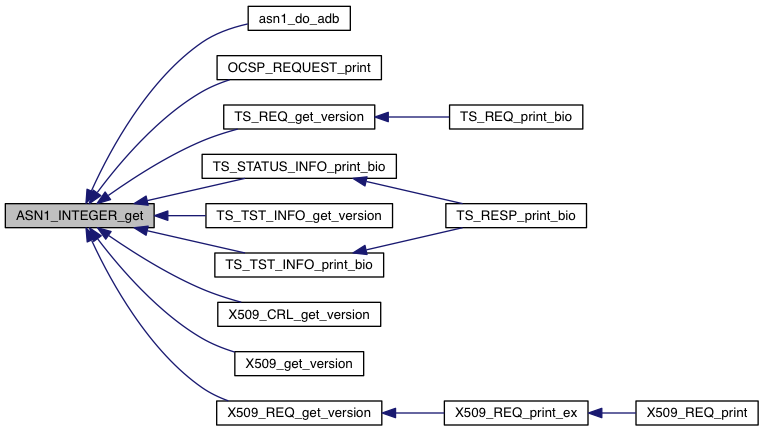 asn1_do_adb
OCSP_REQUEST_print
TS_REQ_get_version
TS_REQ_print_bio
TS_STATUS_INFO_print_bio
ASN1_INTEGER_get
TS_TST_INFO_get_version
TS_RESP_print_bio
TS_TST_INFO_print_bio
X509_CRL_get_version
X509_get_version
X509_REQ_get_version
X509_REQ_print_ex
X509_REQ_print